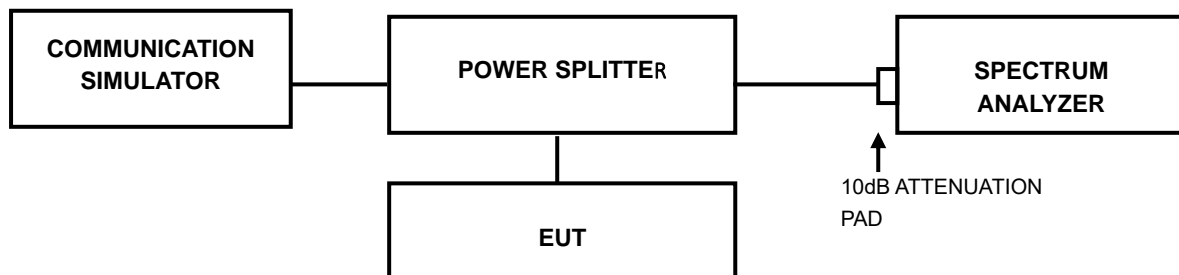 COMMUNICATION
SIMULATOR
POWER SPLITTER
SPECTRUM
ANALYZER
10dB ATTENUATION
PAD
EUT